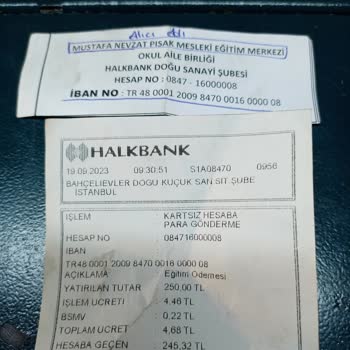 Alıcı Adı
MUSTAFA NEVZAT PISAK MESLEKİ EĞİTİM MERKEZİ
OKUL AİLE BİRLİĞİ
HALKBANK DOĞU SANAYİ ŞUBESİ
HESAP NO : 0847 - 16000008
İBAN NO : TR 48 0001 2009 8470 0016 0000 08
HALKBANK
19.09.2023 09:30:51 S1A08470 0956
BAHÇELİEVLER DOĞU KÜÇÜK SAN SİT ŞUBE
İSTANBUL
İŞLEM : KARTSIZ HESABA
PARA GÖNDERME
HESAP NO : 084716000008
IBAN :
TR48 0001 2009 8470 0016 0000 08
AÇIKLAMA : Eğitim Ödemesi
YATIRILAN TUTAR : 250,00 TL
İŞLEM ÜCRETİ : 4,46 TL
BSMV : 0,22 TL
TOPLAM ÜCRET : 4,68 TL
HESABA GEÇEN : 245,32 TL